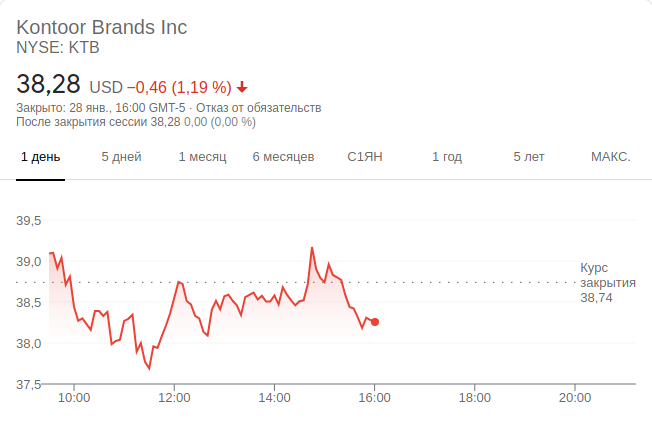 Kontoor Brands Inc
NYSE: KTB
38,28 USD −0,46 (1,19 %)
Закрыто: 28 янв., 16:00 GMT-5 · Отказ от обязательств
После закрытия сессии 38,28 0,00 (0,00 %)
1 день 5 дней 1 месяц 6 месяцев С1ЯН 1 год 5 лет МАКС.
39,5
39,0
38,5
38,0
37,5
Курс
закрытия
38,74
10:00 12:00 14:00 16:00 18:00 20:00